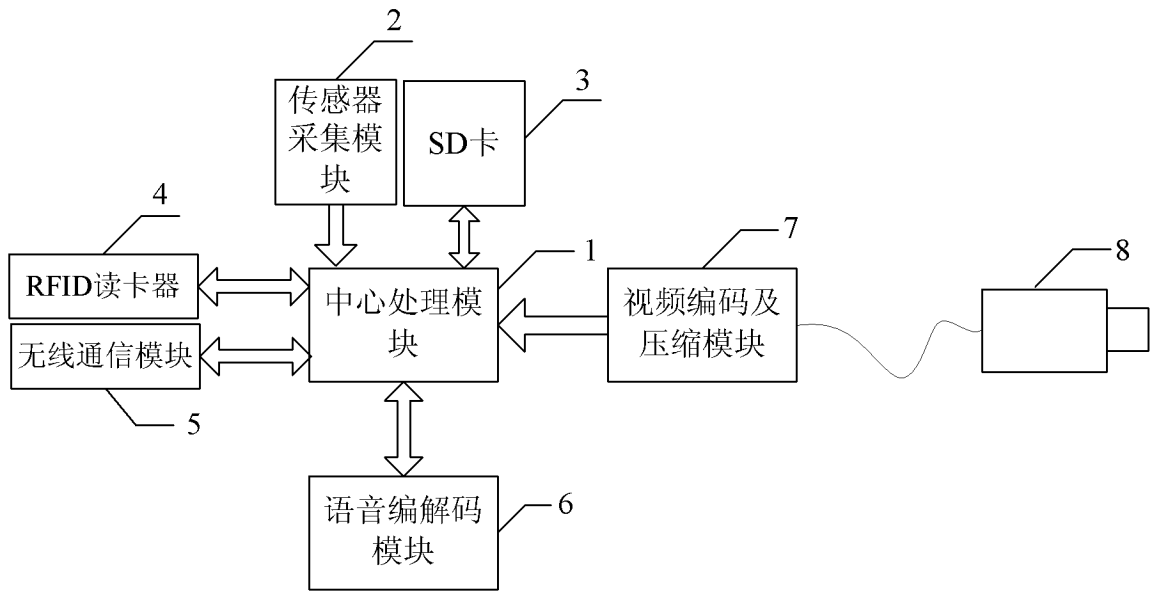 2
传感器
采集模
块
3
SD卡
4
RFID读卡器
1
中心处理模
块
7
视频编码及
压缩模块
8
无线通信模块
5
语音编解码
模块
6